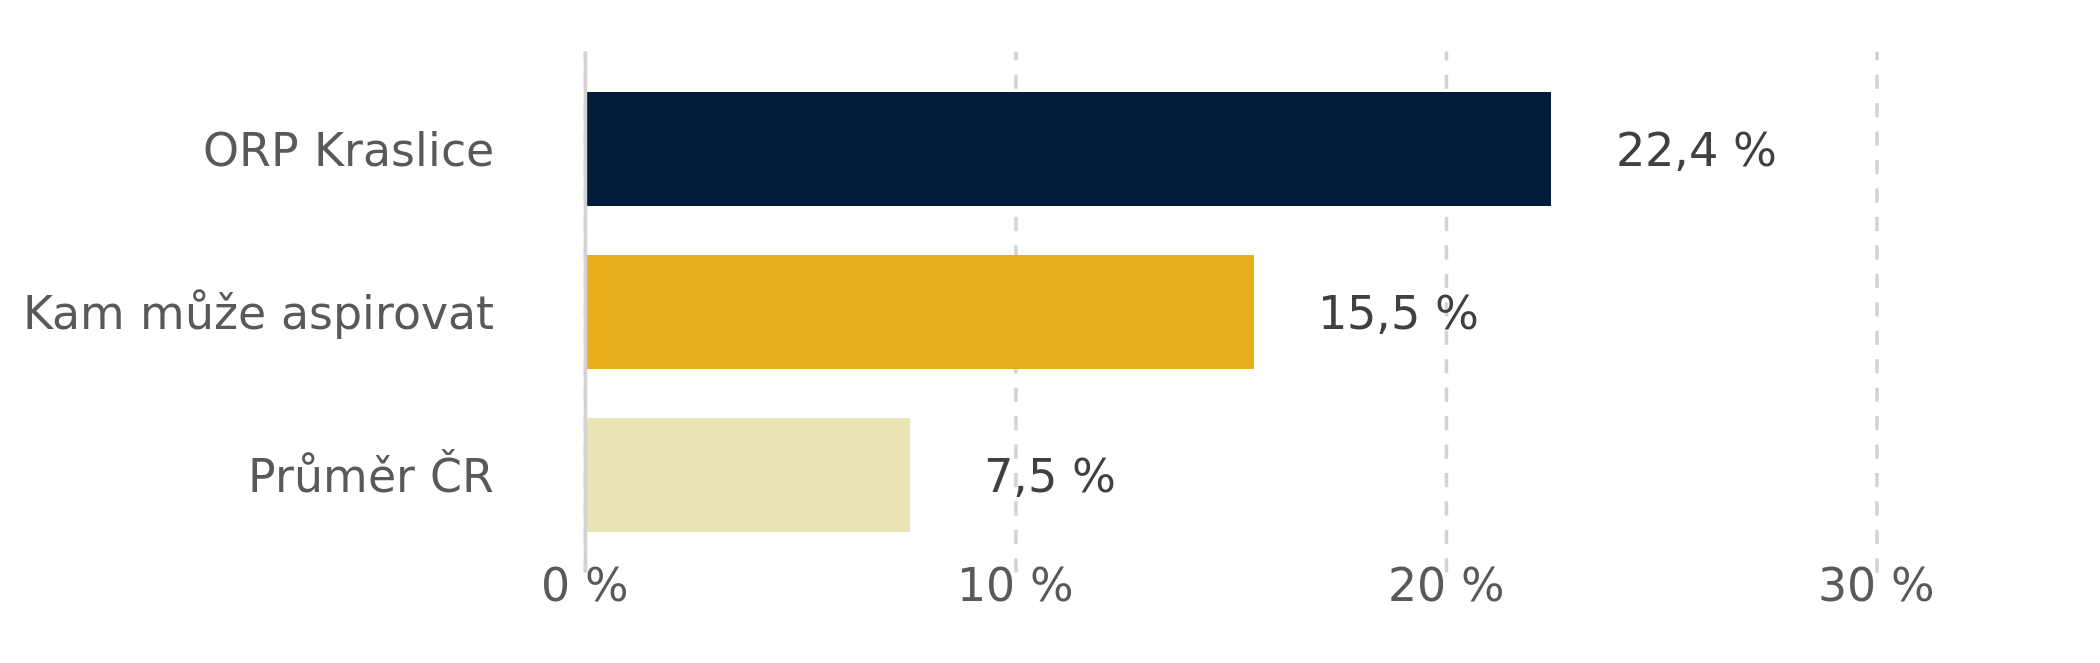 ORP Kraslice 22,4 %
Kam může aspirovat 15,5 %
Průměr ČR 7,5 %
0 % 10 % 20 % 30 %